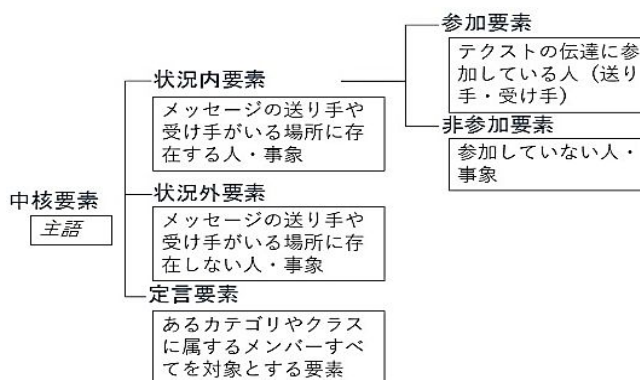 参加要素
テクストの伝達に参
加している人（送り
手・受け手）
非参加要素
参加していない人・
事象
状況内要素
メッセージの送り手や
受け手がいる場所に存
在する人・事象
中核要素
主語
状況外要素
メッセージの送り手や
受け手がいる場所に存
在しない人・事象
定言要素
あるカテゴリやクラス
に属するメンバーすべ
てを対象とする要素